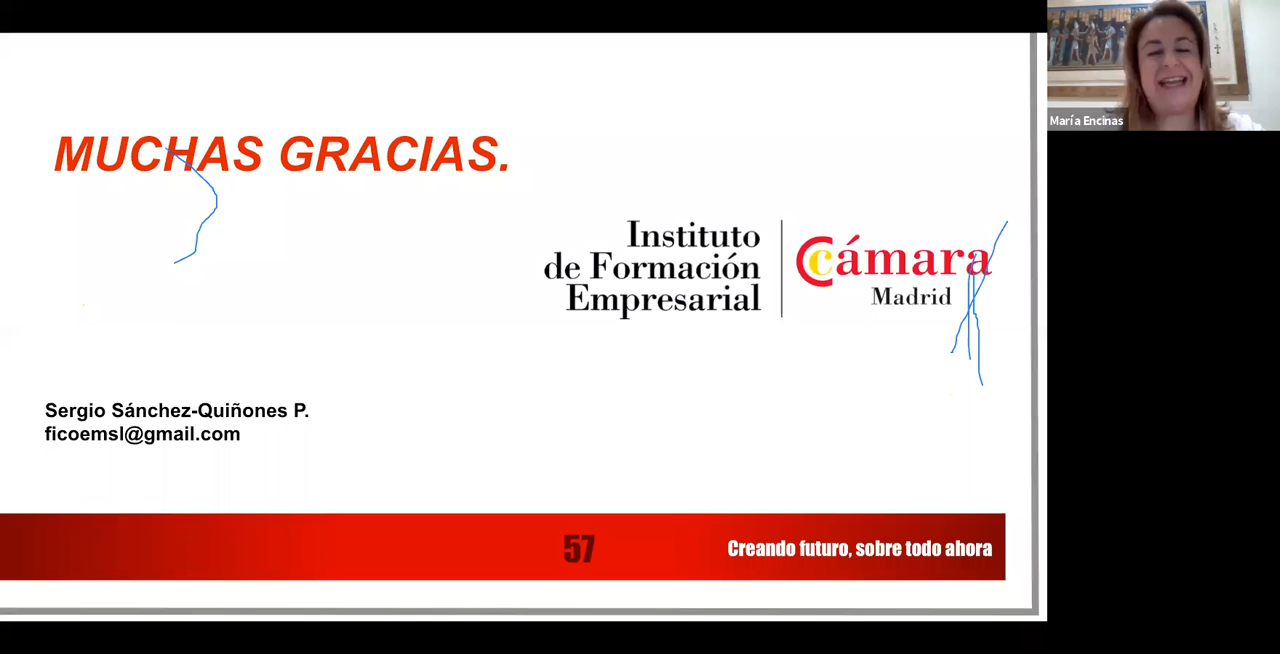 MUCHAS GRACIAS.
Instituto
de Formación
Empresarial
Cámara
Madrid
Sergio Sánchez-Quiñones P.
ficoemsl@gmail.com
57
Creando futuro, sobre todo ahora
María Encinas